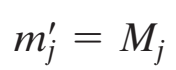 m′ⱼ = Mⱼ